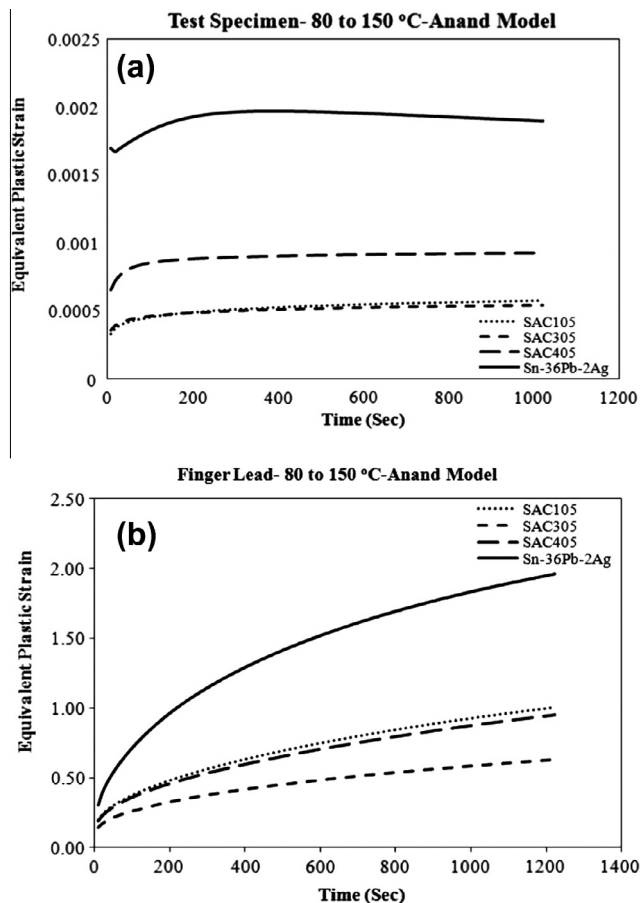 Test Specimen- 80 to 150 °C-Anand Model
(a)
Equivalent Plastic Strain
0.0025
0.002
0.0015
0.001
0.0005
0
SAC105
SAC305
SAC405
Sn-36Pb-2Ag
0 200 400 600 800 1000 1200
Time (Sec)
Finger Lead- 80 to 150 °C-Anand Model
(b)
Equivalent Plastic Strain
2.50
2.00
1.50
1.00
0.50
0.00
SAC105
SAC305
SAC405
Sn-36Pb-2Ag
0 200 400 600 800 1000 1200 1400
Time (Sec)